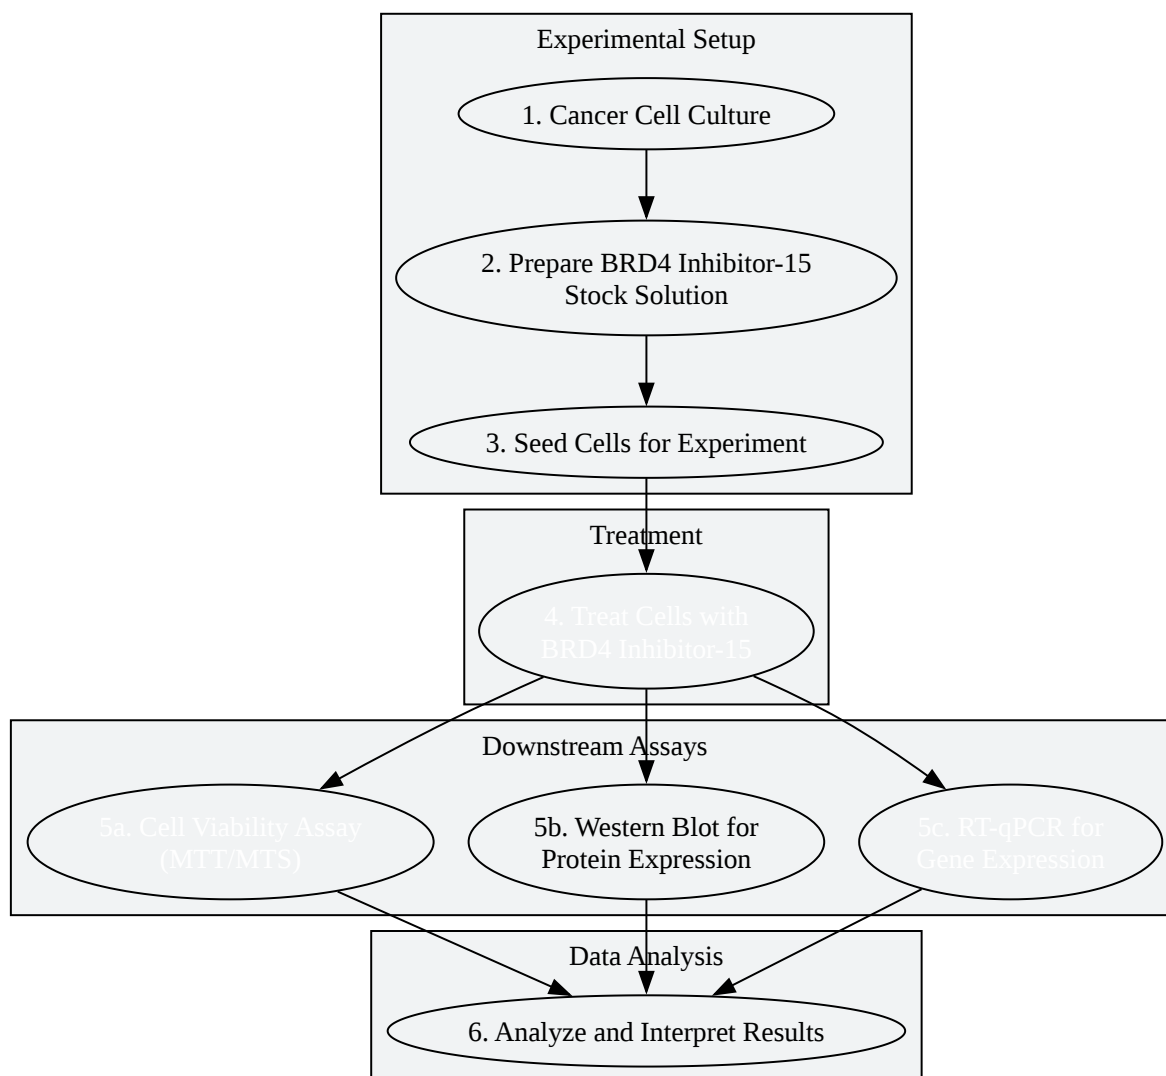 Experimental Setup
1. Cancer Cell Culture
2. Prepare BRD4 Inhibitor-15
Stock Solution
3. Seed Cells for Experiment
Treatment
4. Treat Cells with
BRD4 Inhibitor-15
Downstream Assays
5a. Cell Viability Assay
(MTT/MTS)
5b. Western Blot for
Protein Expression
5c. RT-qPCR for
Gene Expression
Data Analysis
6. Analyze and Interpret Results